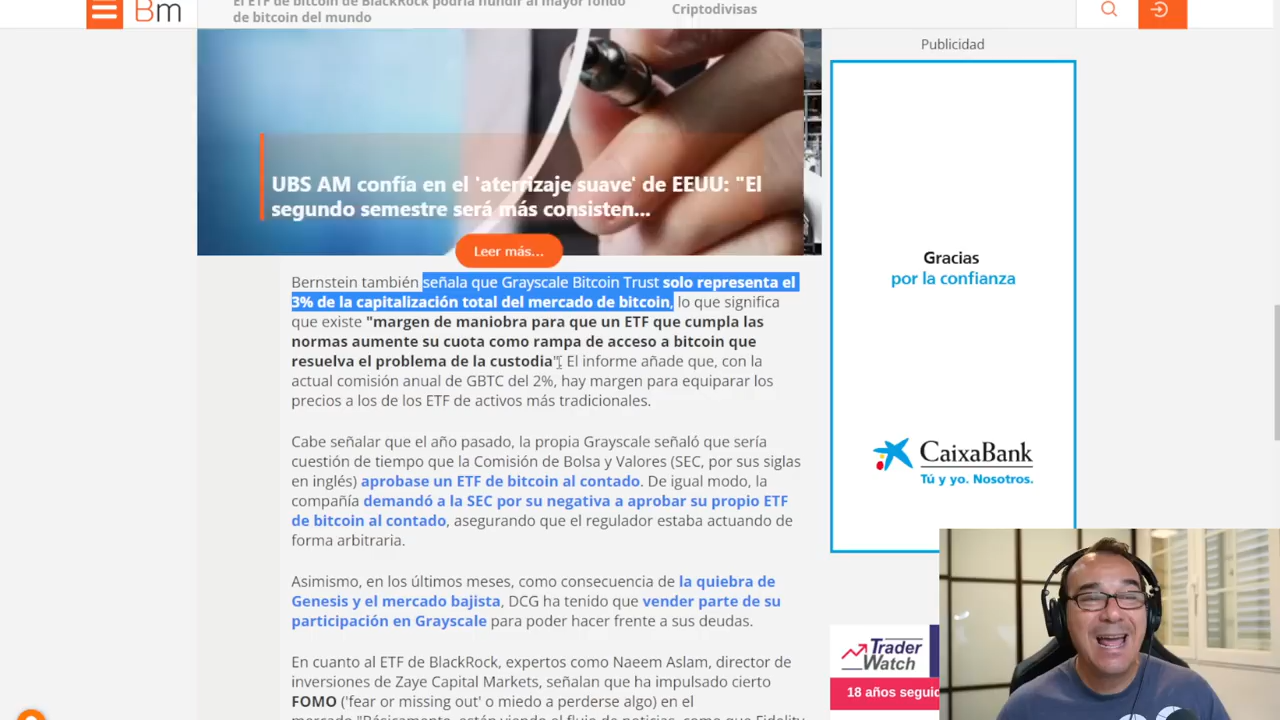 El ETF de bitcoin de BlackRock podría hundir al mayor fondo
de bitcoin del mundo
Criptodivisas
Bm
Publicidad
UBS AM confía en el 'aterrizaje suave' de EEUU: "El
segundo semestre será más consisten...
Leer más...
Bernstein también señala que Grayscale Bitcoin Trust solo representa el
3% de la capitalización total del mercado de bitcoin, lo que significa
que existe "margen de maniobra para que un ETF que cumpla las
normas aumente su cuota como rampa de acceso a bitcoin que
resuelva el problema de la custodia". El informe añade que, con la
actual comisión anual de GBTC del 2%, hay margen para equiparar los
precios a los de los ETF de activos más tradicionales.
Cabe señalar que el año pasado, la propia Grayscale señaló que sería
cuestión de tiempo que la Comisión de Bolsa y Valores (SEC, por sus siglas
en inglés) aprobase un ETF de bitcoin al contado. De igual modo, la
compañía demandó a la SEC por su negativa a aprobar su propio ETF
de bitcoin al contado, asegurando que el regulador estaba actuando de
forma arbitraria.
Asimismo, en los últimos meses, como consecuencia de la quiebra de
Genesis y el mercado bajista, DCG ha tenido que vender parte de su
participación en Grayscale para poder hacer frente a sus deudas.
En cuanto al ETF de BlackRock, expertos como Naeem Aslam, director de
inversiones de Zaye Capital Markets, señalan que ha impulsado cierto
FOMO ('fear or missing out' o miedo a perderse algo) en el
mercado "Básicamente, están viendo el flujo de noticias, como que Fidelity
Gracias
por la confianza
CaixaBank
Tú y yo. Nosotros.
Trader
Watch
18 años